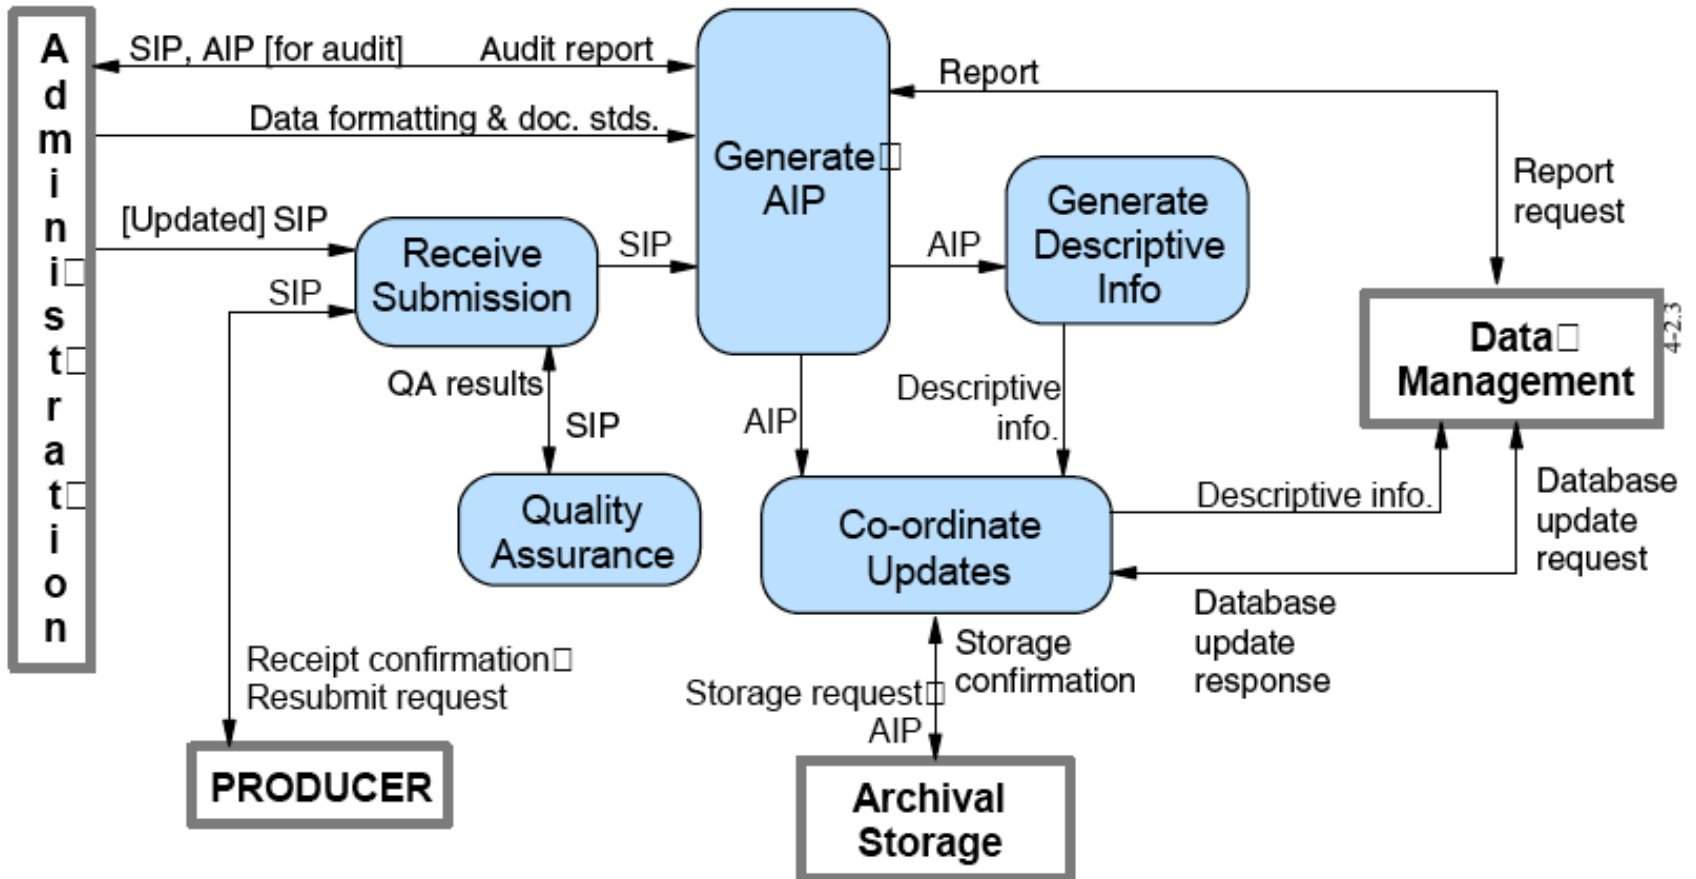 Administration
SIP, AIP [for audit]
Audit report
Data formatting & doc. stds.
[Updated] SIP
SIP
Receive
Submission
SIP
Generate
AIP
Report
AIP
Generate
Descriptive
Info
Report
request
Data
Management
4-2.3
QA results
SIP
Quality
Assurance
AIP
Descriptive
info.
Co-ordinate
Updates
Descriptive info.
Database
update
request
Database
update
response
Receipt confirmation
Resubmit request
PRODUCER
Storage
confirmation
Storage request
AIP
Archival
Storage